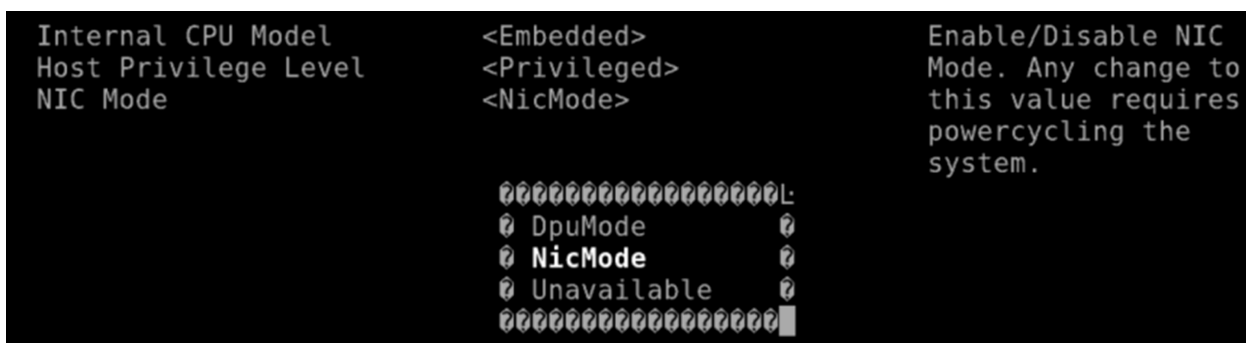 Internal CPU Model <Embedded> Enable/Disable NIC
Host Privilege Level <Privileged> Mode. Any change to
NIC Mode <NicMode> this value requires
powercycling the
system.
������������������Ŀ
� DpuMode �
� NicMode �
� Unavailable �
������������������